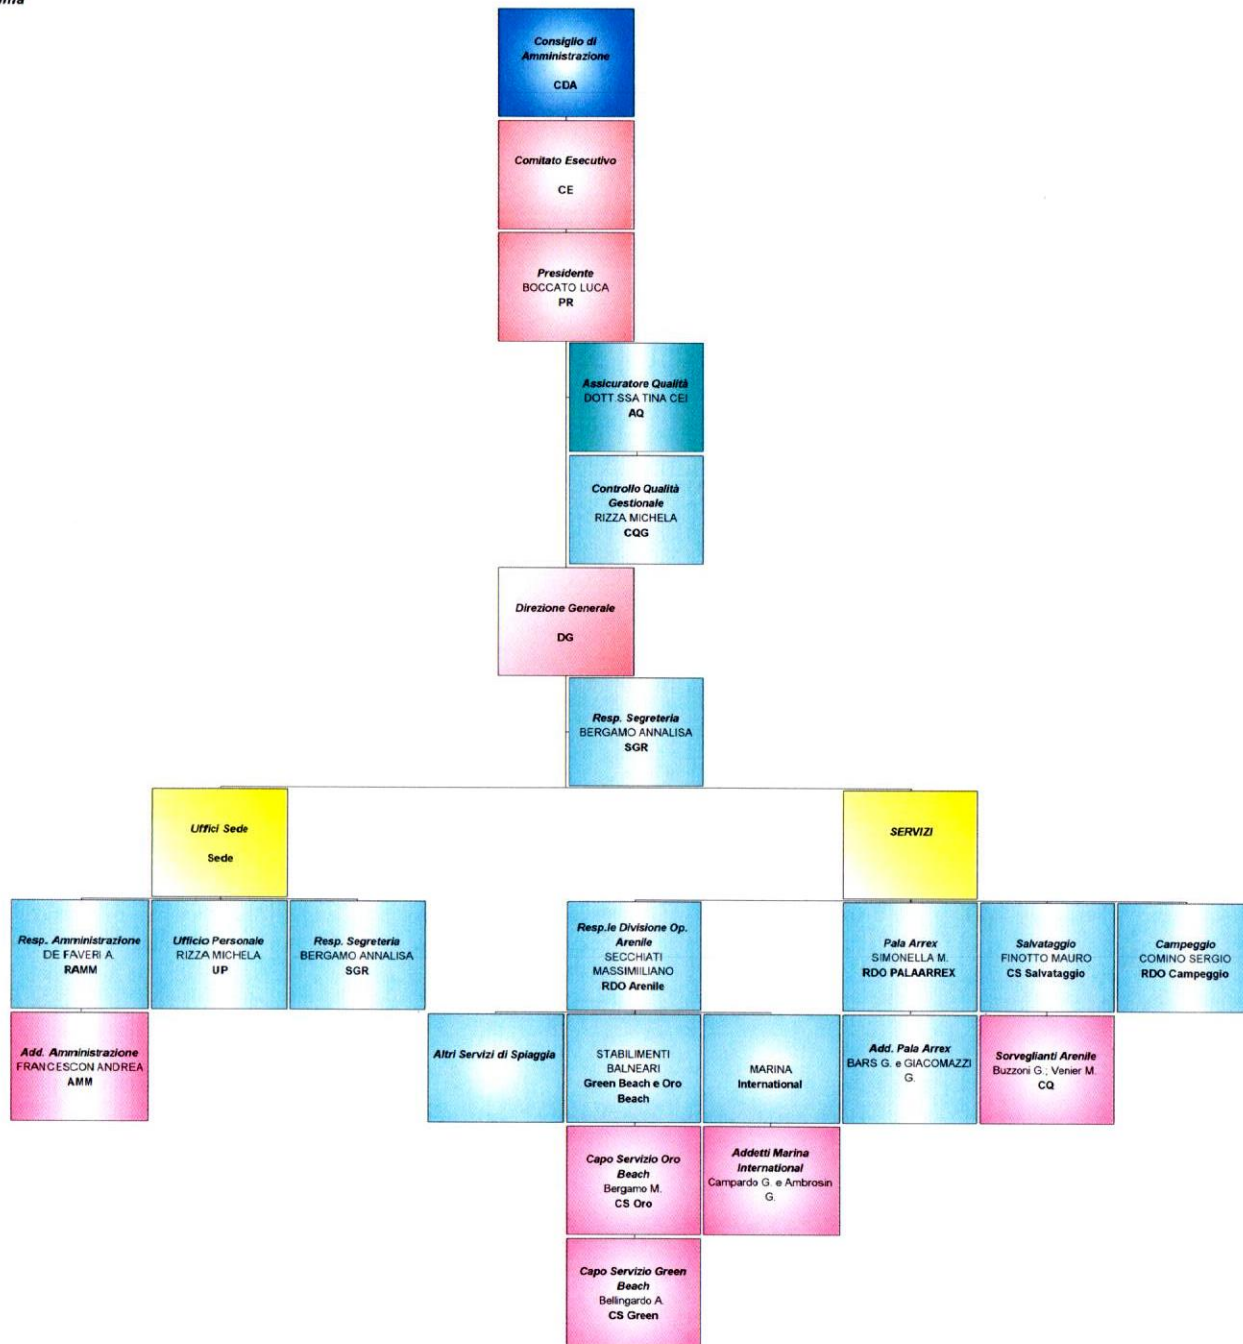 Consiglio di
Amministrazione
CDA
Comitato Esecutivo
CE
Presidente
BOCCATO LUCA
PR
Assicuratore Qualità
DOTT SSA TINA CEI
AQ
Controllo Qualità
Gestionale
RIZZA MICHELA
CQG
Direzione Generale
DG
Resp. Segreteria
BERGAMO ANNALISA
SGR
Uffici Sede
Sede
SERVIZI
Resp. Amministrazione
DE FAVERI A.
RAMM
Ufficio Personale
RIZZA MICHELA
UP
Resp. Segreteria
BERGAMO ANNALISA
SGR
Resp.le Divisione Op.
Arenile
SECCHIATI
MASSIMILIANO
RDO Arenile
Pala Arrex
SIMONELLA M.
RDO PALAARREX
Salvataggio
FINOTTO MAURO
CS Salvataggio
Campeggio
COMINO SERGIO
RDO Campeggio
Add. Amministrazione
FRANCESCON ANDREA
AMM
Altri Servizi di Spiaggia
STABILIMENTI
BALNEARI
Green Beach e Oro
Beach
MARINA
International
Add. Pala Arrex
BARS G. e GIACOMAZZI
G.
Sorveglianti Arenile
Buzzoni G.; Venier M.
CQ
Capo Servizio Oro
Beach
Bergamo M.
CS Oro
Addetti Marina
International
Campardo G. e Ambrosin
G.
Capo Servizio Green
Beach
Bellingardo A.
CS Green